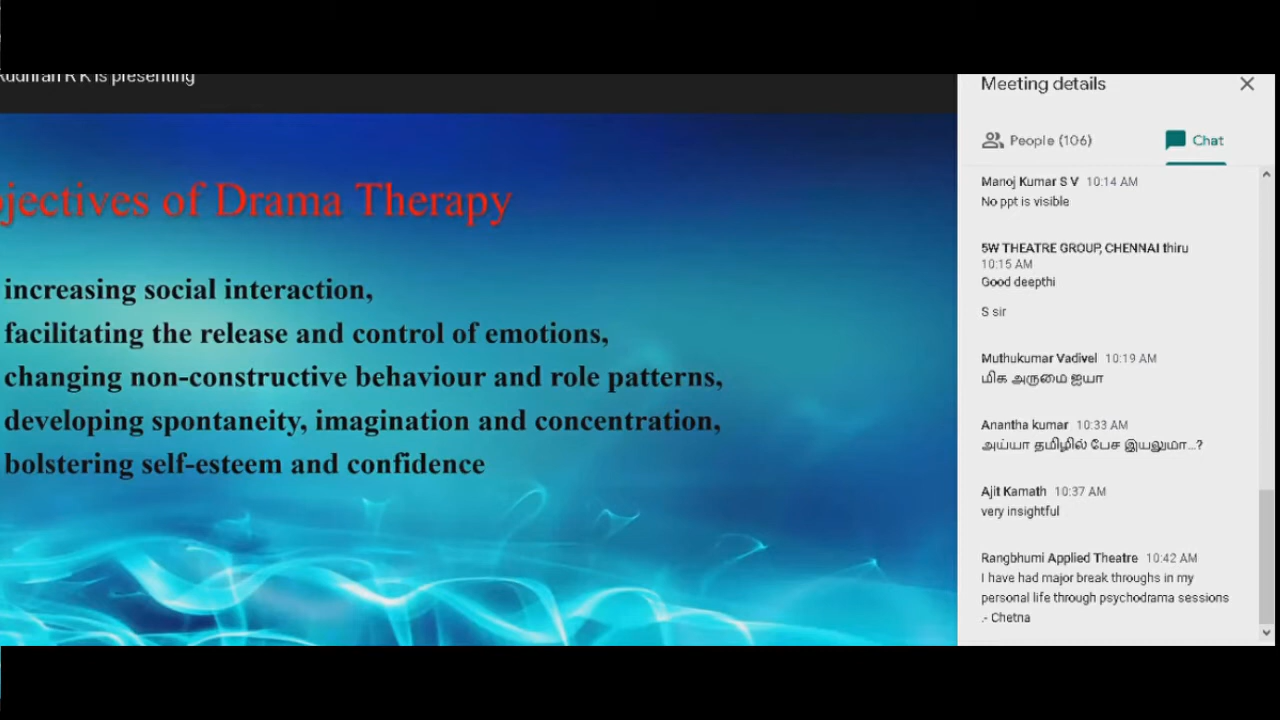 Rudhran R K is presenting
jectives of Drama Therapy
increasing social interaction,
facilitating the release and control of emotions,
changing non-constructive behaviour and role patterns,
developing spontaneity, imagination and concentration,
bolstering self-esteem and confidence
Meeting details
People (106)
Chat
Manoj Kumar S V 10:14 AM
No ppt is visible
5W THEATRE GROUP, CHENNAI thiru
10:15 AM
Good deepthi
S sir
Muthukumar Vadivel 10:19 AM
மிக அருமை ஐயா
Anantha kumar 10:33 AM
அய்யா தமிழில் பேச இயலுமா...?
Ajit Kamath 10:37 AM
very insightful
Rangbhumi Applied Theatre 10:42 AM
I have had major break throughs in my
personal life through psychodrama sessions
.- Chetna